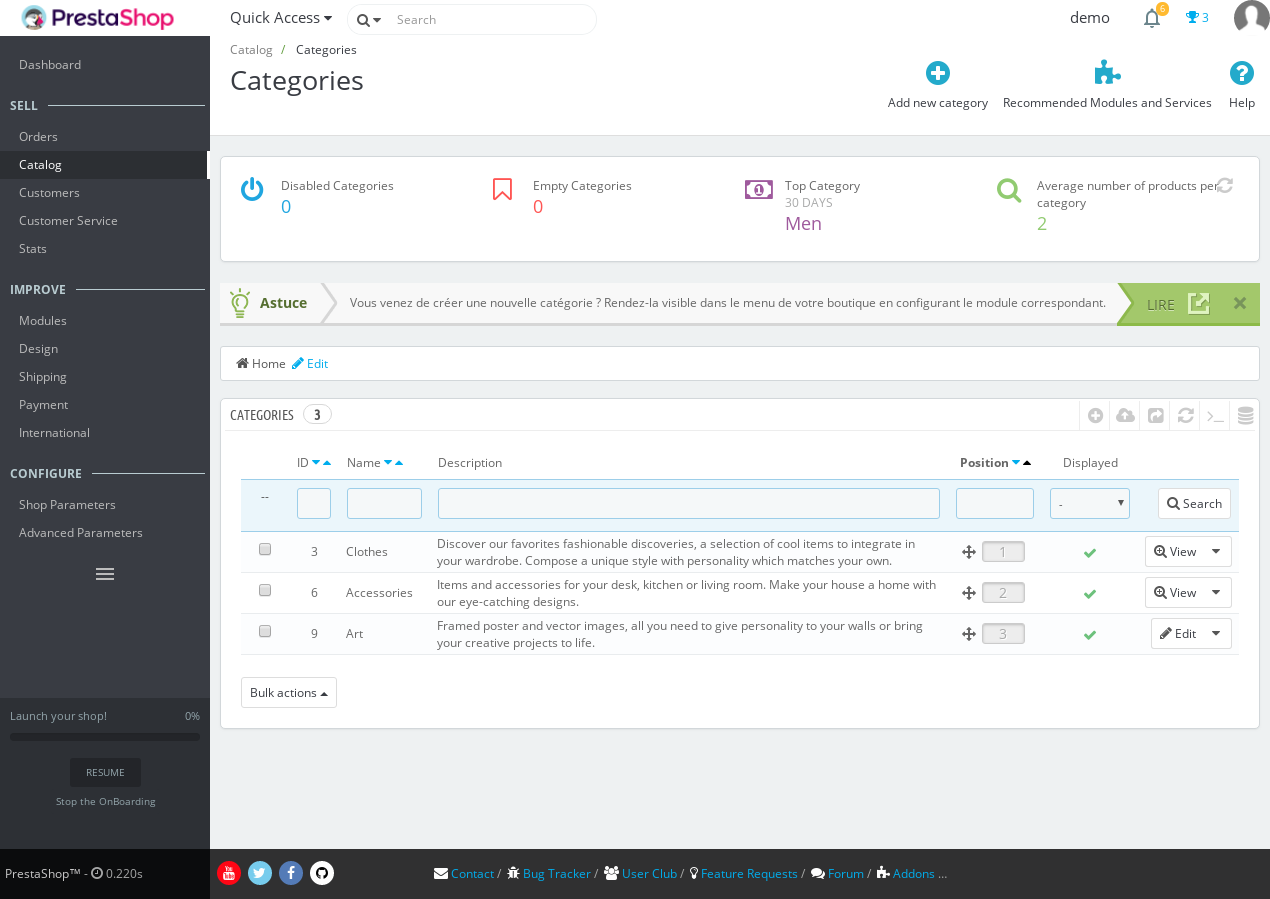 PrestaShop
Quick Access
Search
demo
6
3
Dashboard
SELL
Orders
Catalog
Customers
Customer Service
Stats
IMPROVE
Modules
Design
Shipping
Payment
International
CONFIGURE
Shop Parameters
Advanced Parameters
Launch your shop! 0%
RESUME
Stop the OnBoarding
PrestaShop™ - 0.220s
Catalog / Categories
Categories
Add new category
Recommended Modules and Services
Help
Disabled Categories
0
Empty Categories
0
Top Category
30 DAYS
Men
Average number of products per
category
2
Astuce
Vous venez de créer une nouvelle catégorie ? Rendez-la visible dans le menu de votre boutique en configurant le module correspondant.
LIRE
Home Edit
CATEGORIES 3
ID Name Description Position Displayed
-- - Search
3 Clothes Discover our favorites fashionable discoveries, a selection of cool items to integrate in
your wardrobe. Compose a unique style with personality which matches your own. 1 View
6 Accessories Items and accessories for your desk, kitchen or living room. Make your house a home with
our eye-catching designs. 2 View
9 Art Framed poster and vector images, all you need to give personality to your walls or bring
your creative projects to life. 3 Edit
Bulk actions
Contact / Bug Tracker / User Club / Feature Requests / Forum / Addons ...